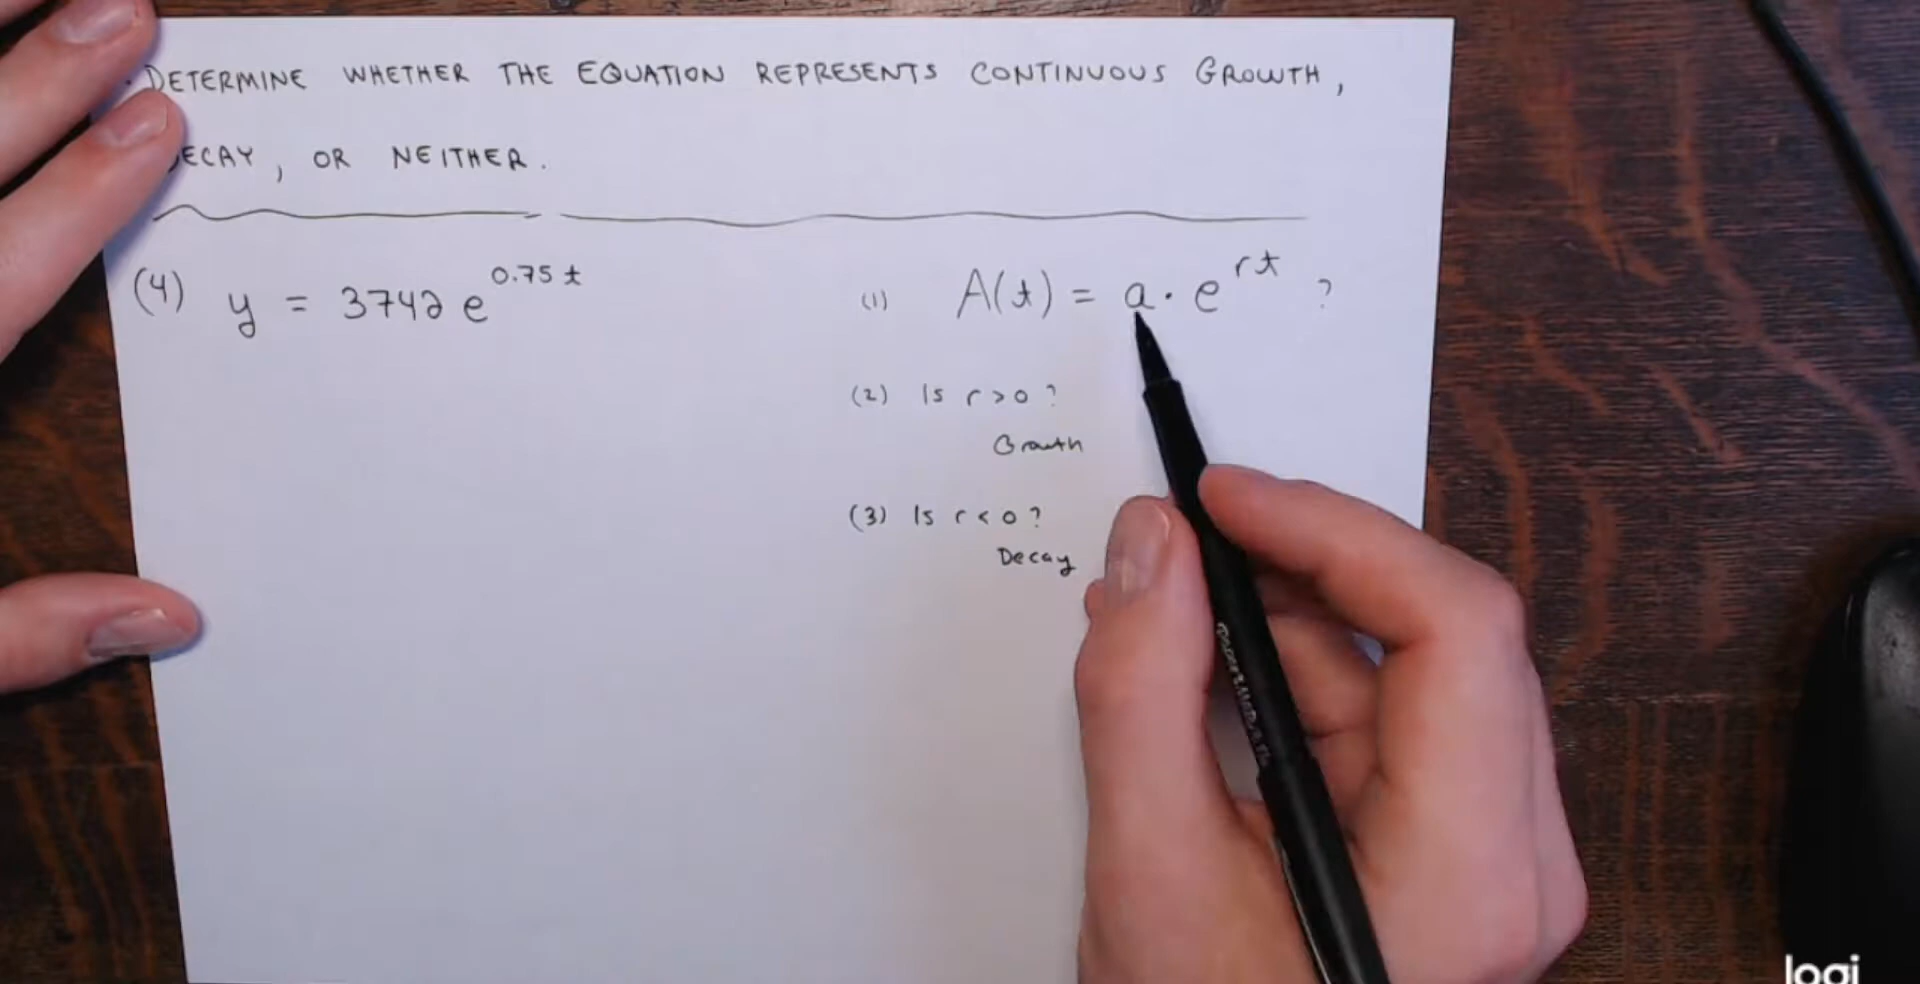 DETERMINE WHETHER THE EQUATION REPRESENTS CONTINUOUS GROWTH,
DECAY, OR NEITHER.
(4) y = 3742 e^{0.75t}
(1) A(t) = a · e^{rt} ?
(2) Is r > 0 ?
Growth
(3) Is r < 0 ?
Decay
logi